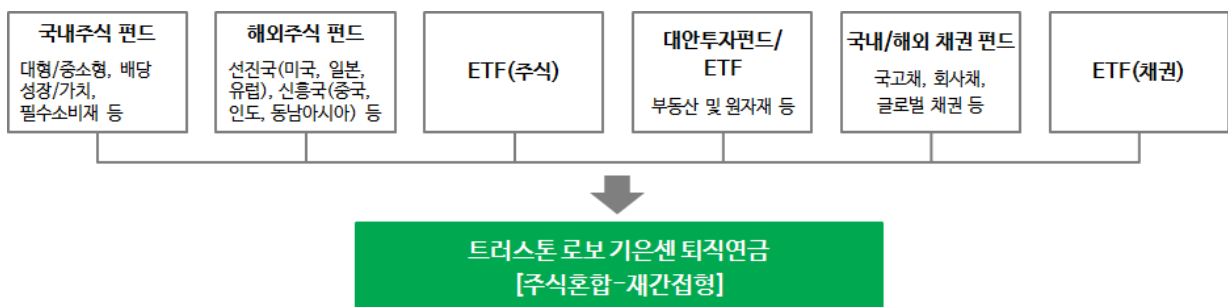 국내주식 펀드
대형/중소형, 배당
성장/가치,
필수소비재 등
해외주식 펀드
선진국(미국, 일본,
유럽), 신흥국(중국,
인도, 동남아시아) 등
ETF(주식)
대안투자펀드/
ETF
부동산 및 원자재 등
국내/해외 채권 펀드
국고채, 회사채,
글로벌 채권 등
ETF(채권)
트러스톤 로보 기은센 퇴직연금
[주식혼합-재간접형]